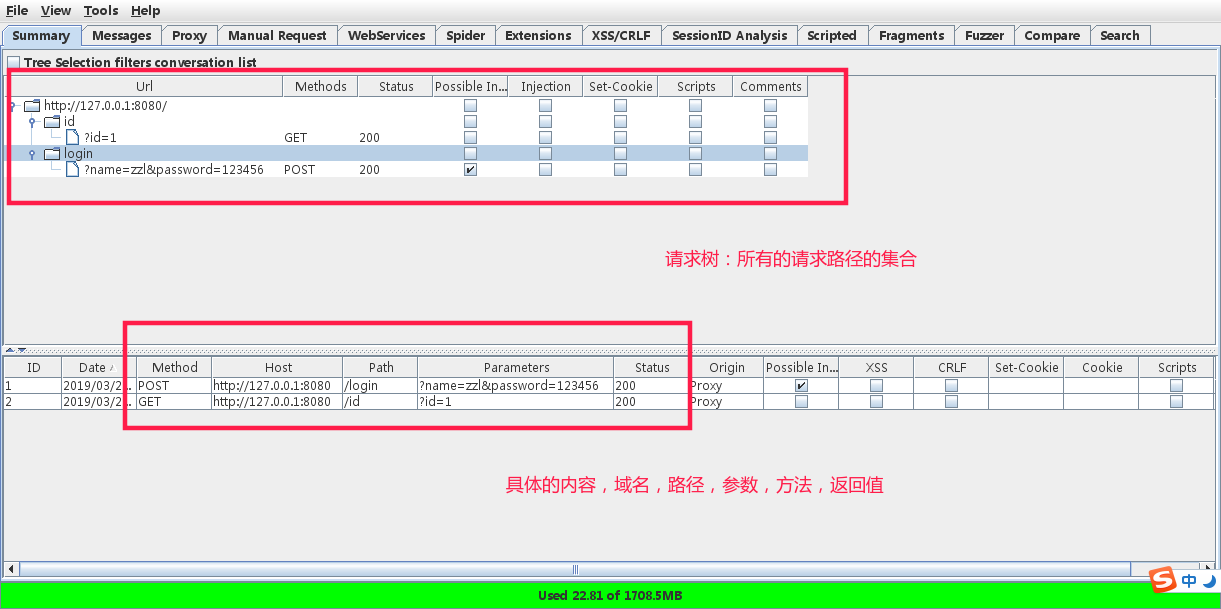 File View Tools Help
Summary Messages Proxy Manual Request WebServices Spider Extensions XSS/CRLF SessionID Analysis Scripted Fragments Fuzzer Compare Search
Tree Selection filters conversation list
Url Methods Status Possible In... Injection Set-Cookie Scripts Comments
http://127.0.0.1:8080/
id
?id=1 GET 200
login
?name=zzl&password=123456 POST 200
请求树：所有的请求路径的集合
ID Date Method Host Path Parameters Status Origin Possible In... XSS CRLF Set-Cookie Cookie Scripts
1 2019/03/2... POST http://127.0.0.1:8080 /login ?name=zzl&password=123456 200 Proxy
2 2019/03/2... GET http://127.0.0.1:8080 /id ?id=1 200 Proxy
具体的内容，域名，路径，参数，方法，返回值
S 中
Used 22.81 of 1708.5MB